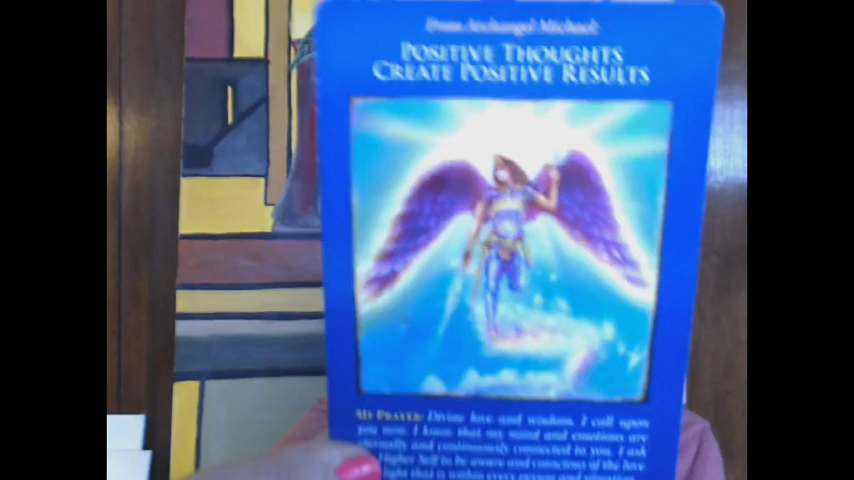 From Archangel Michael:
POSITIVE THOUGHTS
CREATE POSITIVE RESULTS
MY PRAYER: Divine love and wisdom, I call upon
you now. I know that my mind and emotions are
eternally and continuously connected to you. I ask
Higher Self to be aware and conscious of the love
light that is within every person and situation